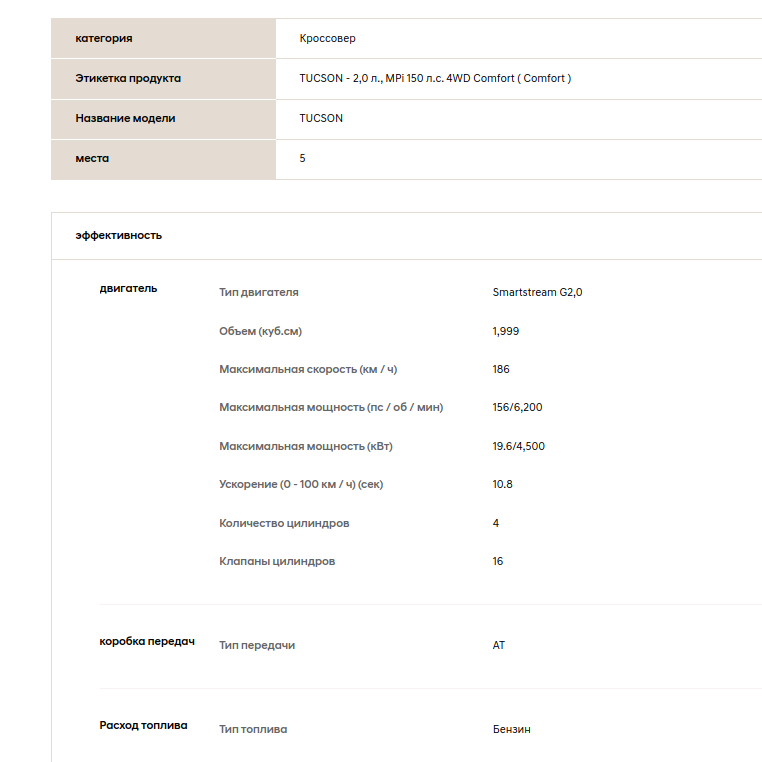 категория Кроссовер
Этикетка продукта TUCSON - 2,0 л., MPi 150 л.с. 4WD Comfort ( Comfort )
Название модели TUCSON
места 5
эффективность
двигатель Тип двигателя Smartstream G2,0
Объем (куб.см) 1,999
Максимальная скорость (км / ч) 186
Максимальная мощность (пс / об / мин) 156/6,200
Максимальная мощность (кВт) 19.6/4,500
Ускорение (0 - 100 км / ч) (сек) 10.8
Количество цилиндров 4
Клапаны цилиндров 16
коробка передач Тип передачи AT
Расход топлива Тип топлива Бензин